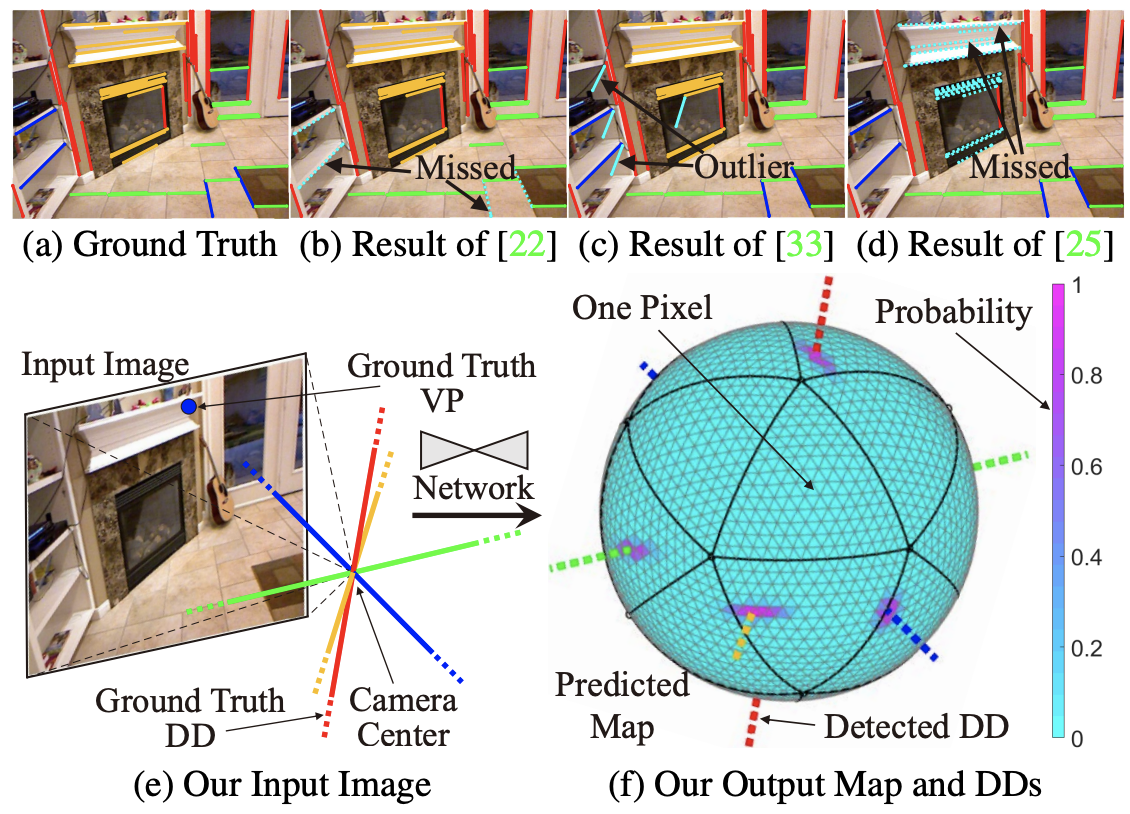 Missed
Outlier
Missed
(a) Ground Truth
(b) Result of [22]
(c) Result of [33]
(d) Result of [25]
Input Image
Ground Truth
VP
Network
Ground Truth
DD
Camera
Center
(e) Our Input Image
One Pixel
Probability
1
0.8
0.6
0.4
0.2
0
Predicted
Map
Detected DD
(f) Our Output Map and DDs